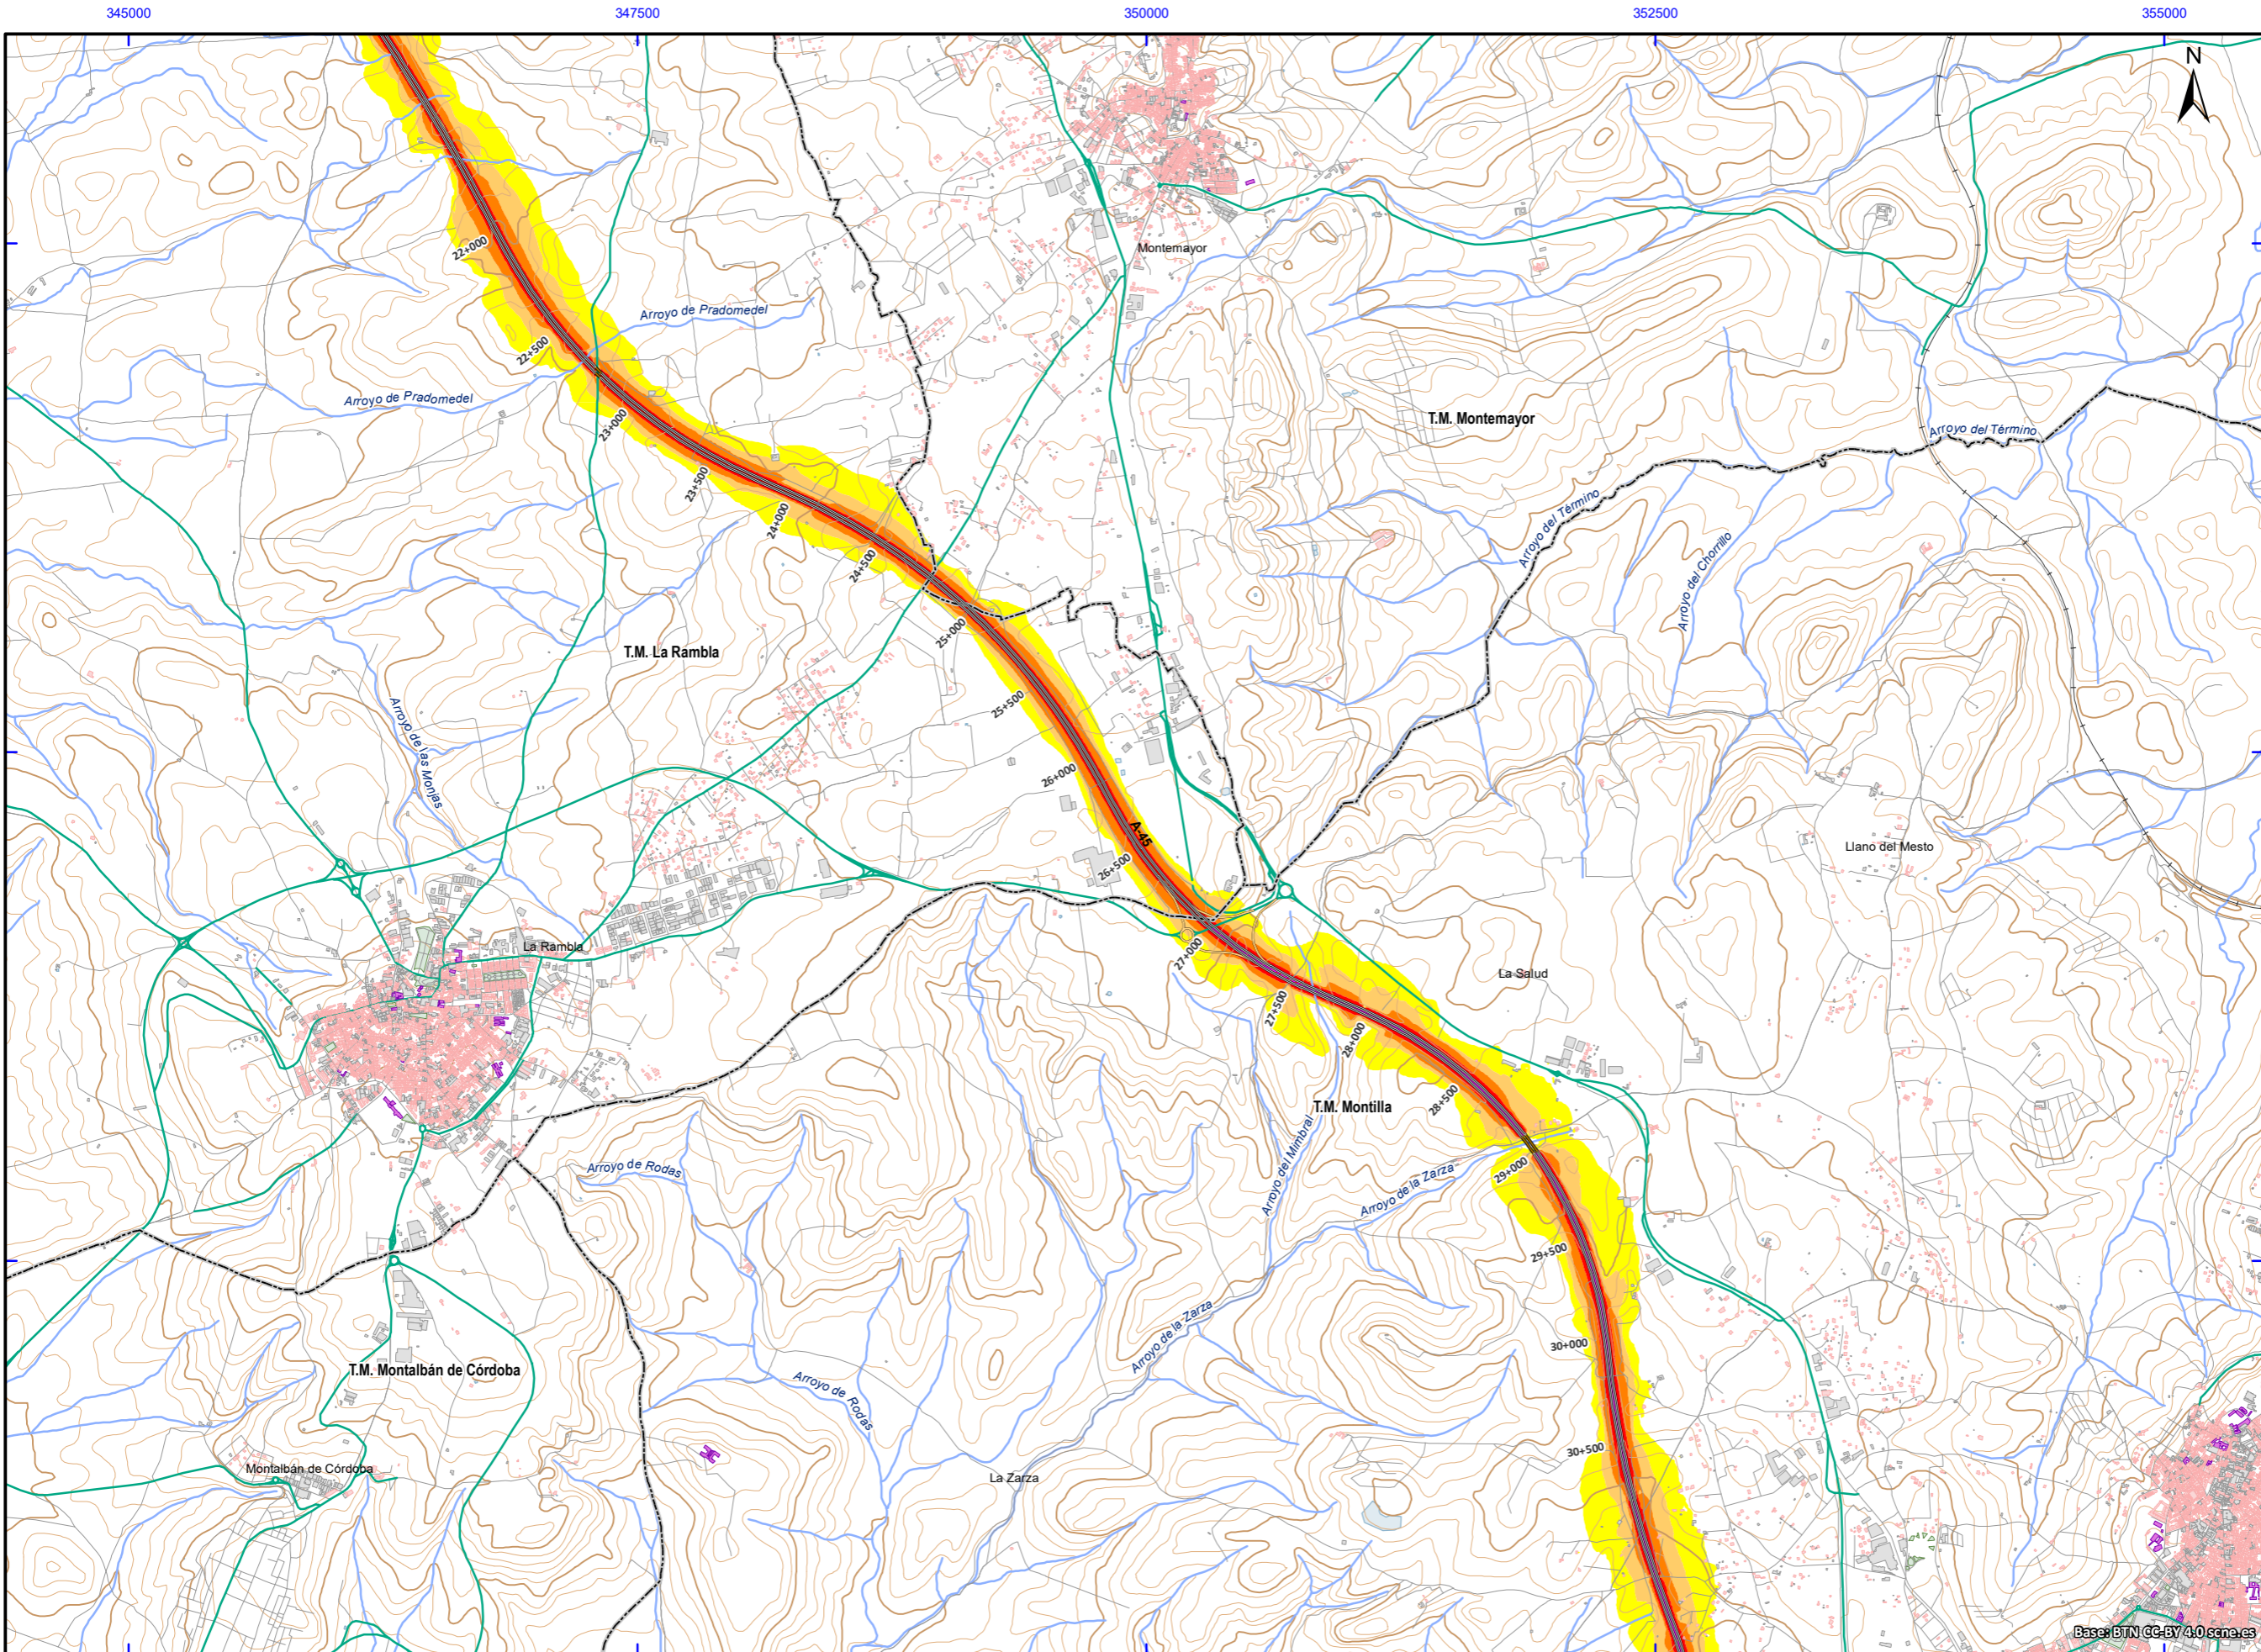 345000
347500
350000
352500
355000
N
22+000
Montemayor
Arroyo de Pradomedel
22+500
Arroyo de Pradomedel
23+000
T.M. Montemayor
Arroyo del Término
23+500
24+000
Arroyo del Término
24+500
Arroyo del Chorrillo
25+000
T.M. La Rambla
25+500
Arroyo de las Monjas
26+000
A-45
Llano del Mesto
26+500
La Rambla
27+000
La Salud
27+500
28+000
28+500
T.M. Montilla
Arroyo de Rodas
Arroyo del Mimbral
Arroyo de la Zarza
29+000
29+500
Arroyo de la Zarza
30+000
T.M. Montalbán de Córdoba
Arroyo de Rodas
30+500
Montalbán de Córdoba
La Zarza
Base: BTN CC-BY 4.0 scne.es